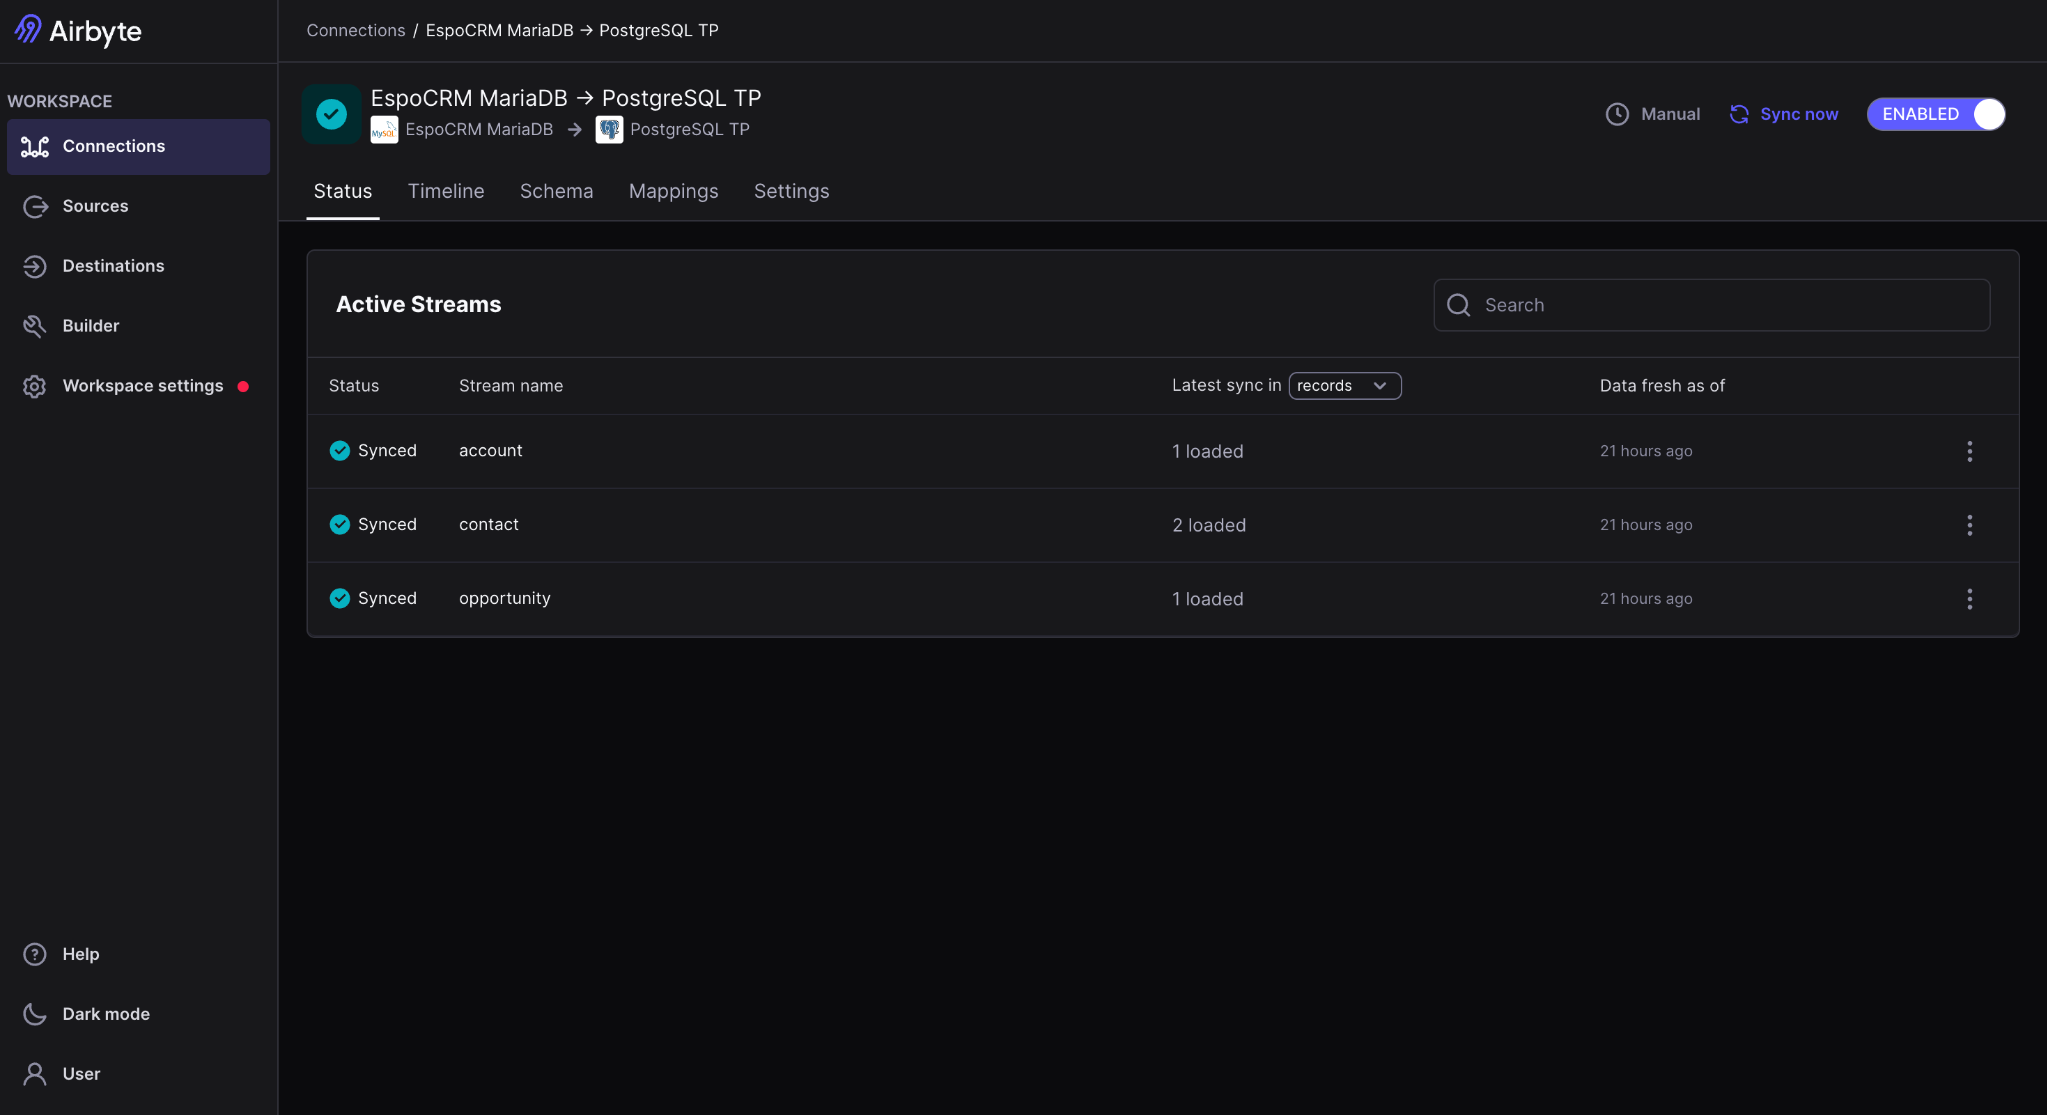 Airbyte
WORKSPACE
Connections
Sources
Destinations
Builder
Workspace settings
Help
Dark mode
User
Connections / EspoCRM MariaDB → PostgreSQL TP
EspoCRM MariaDB → PostgreSQL TP
MySQL EspoCRM MariaDB → PostgreSQL TP
Manual
Sync now
ENABLED
Status Timeline Schema Mappings Settings
Active Streams
Search
Status Stream name Latest sync in records Data fresh as of
Synced account 1 loaded 21 hours ago
Synced contact 2 loaded 21 hours ago
Synced opportunity 1 loaded 21 hours ago